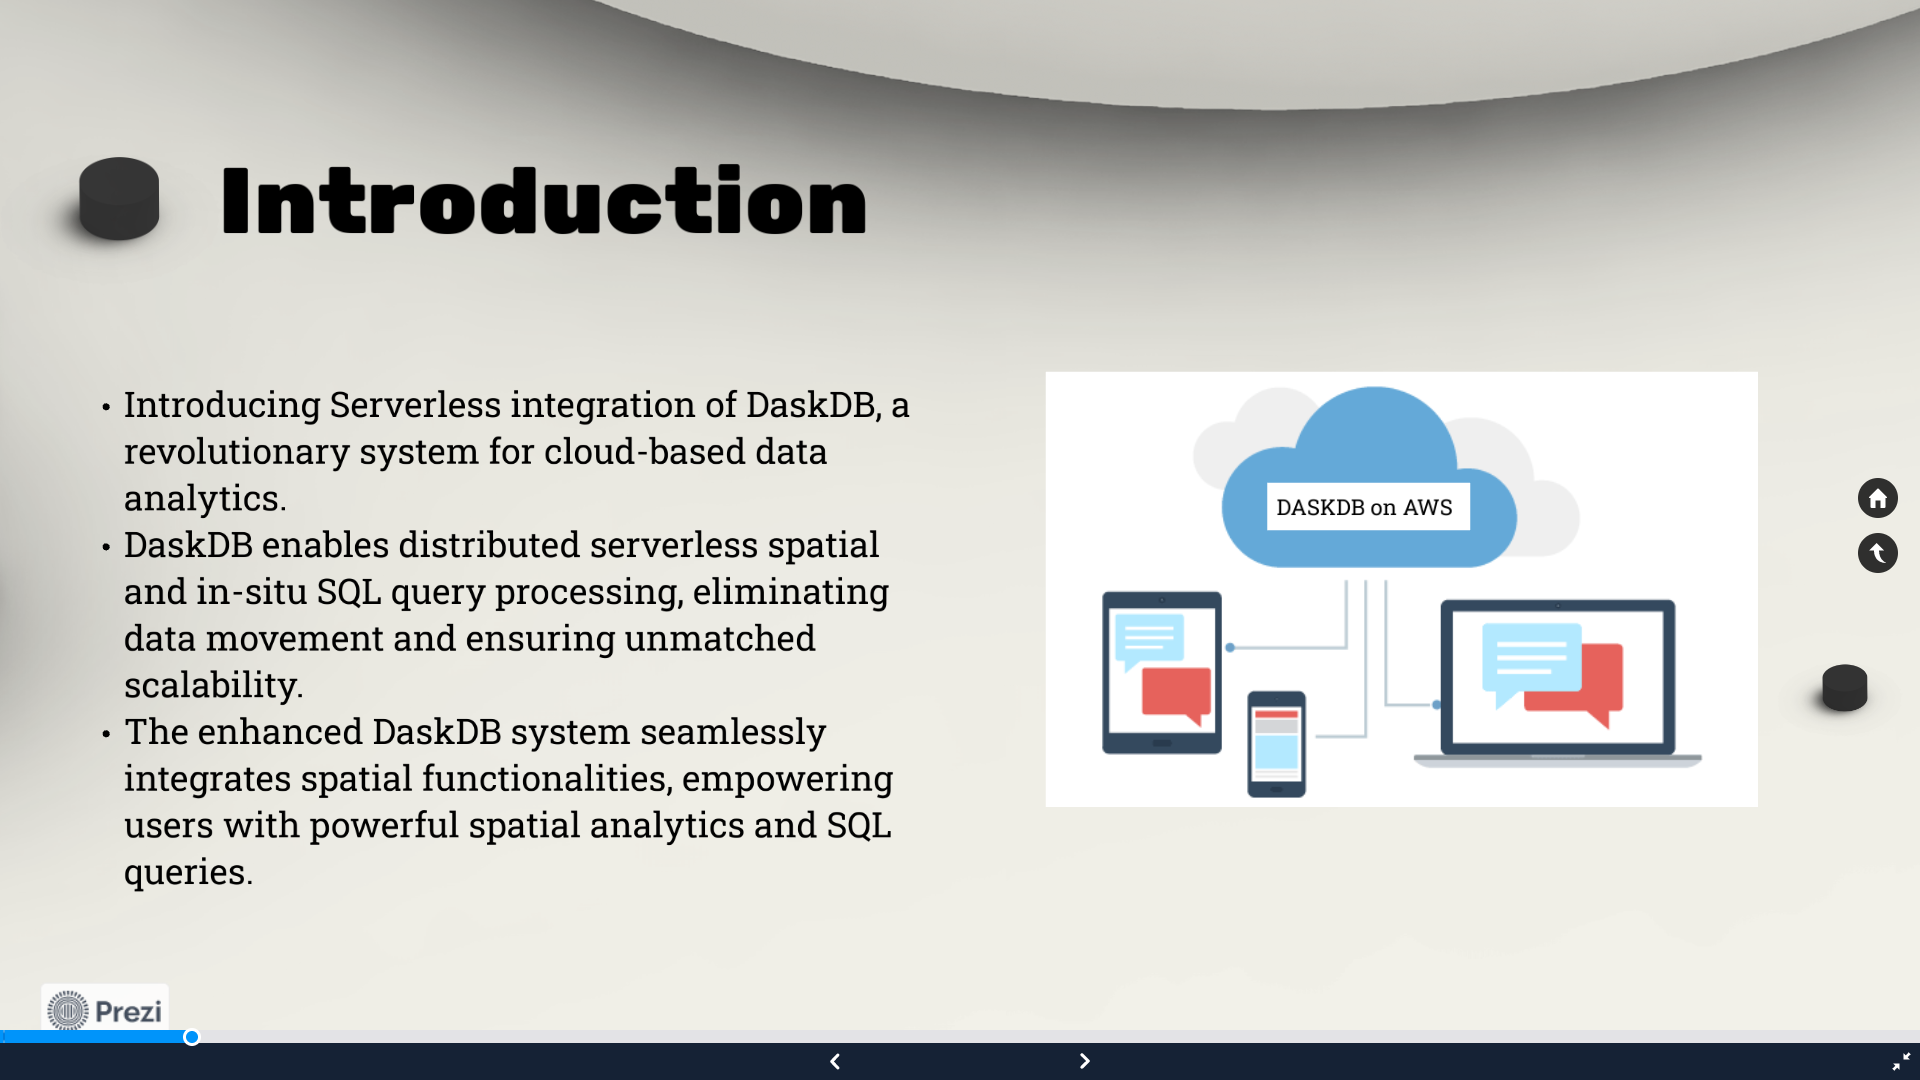 Introduction
• Introducing Serverless integration of DaskDB, a
revolutionary system for cloud-based data
analytics.
• DaskDB enables distributed serverless spatial
and in-situ SQL query processing, eliminating
data movement and ensuring unmatched
scalability.
• The enhanced DaskDB system seamlessly
integrates spatial functionalities, empowering
users with powerful spatial analytics and SQL
queries.
DASKDB on AWS
Prezi